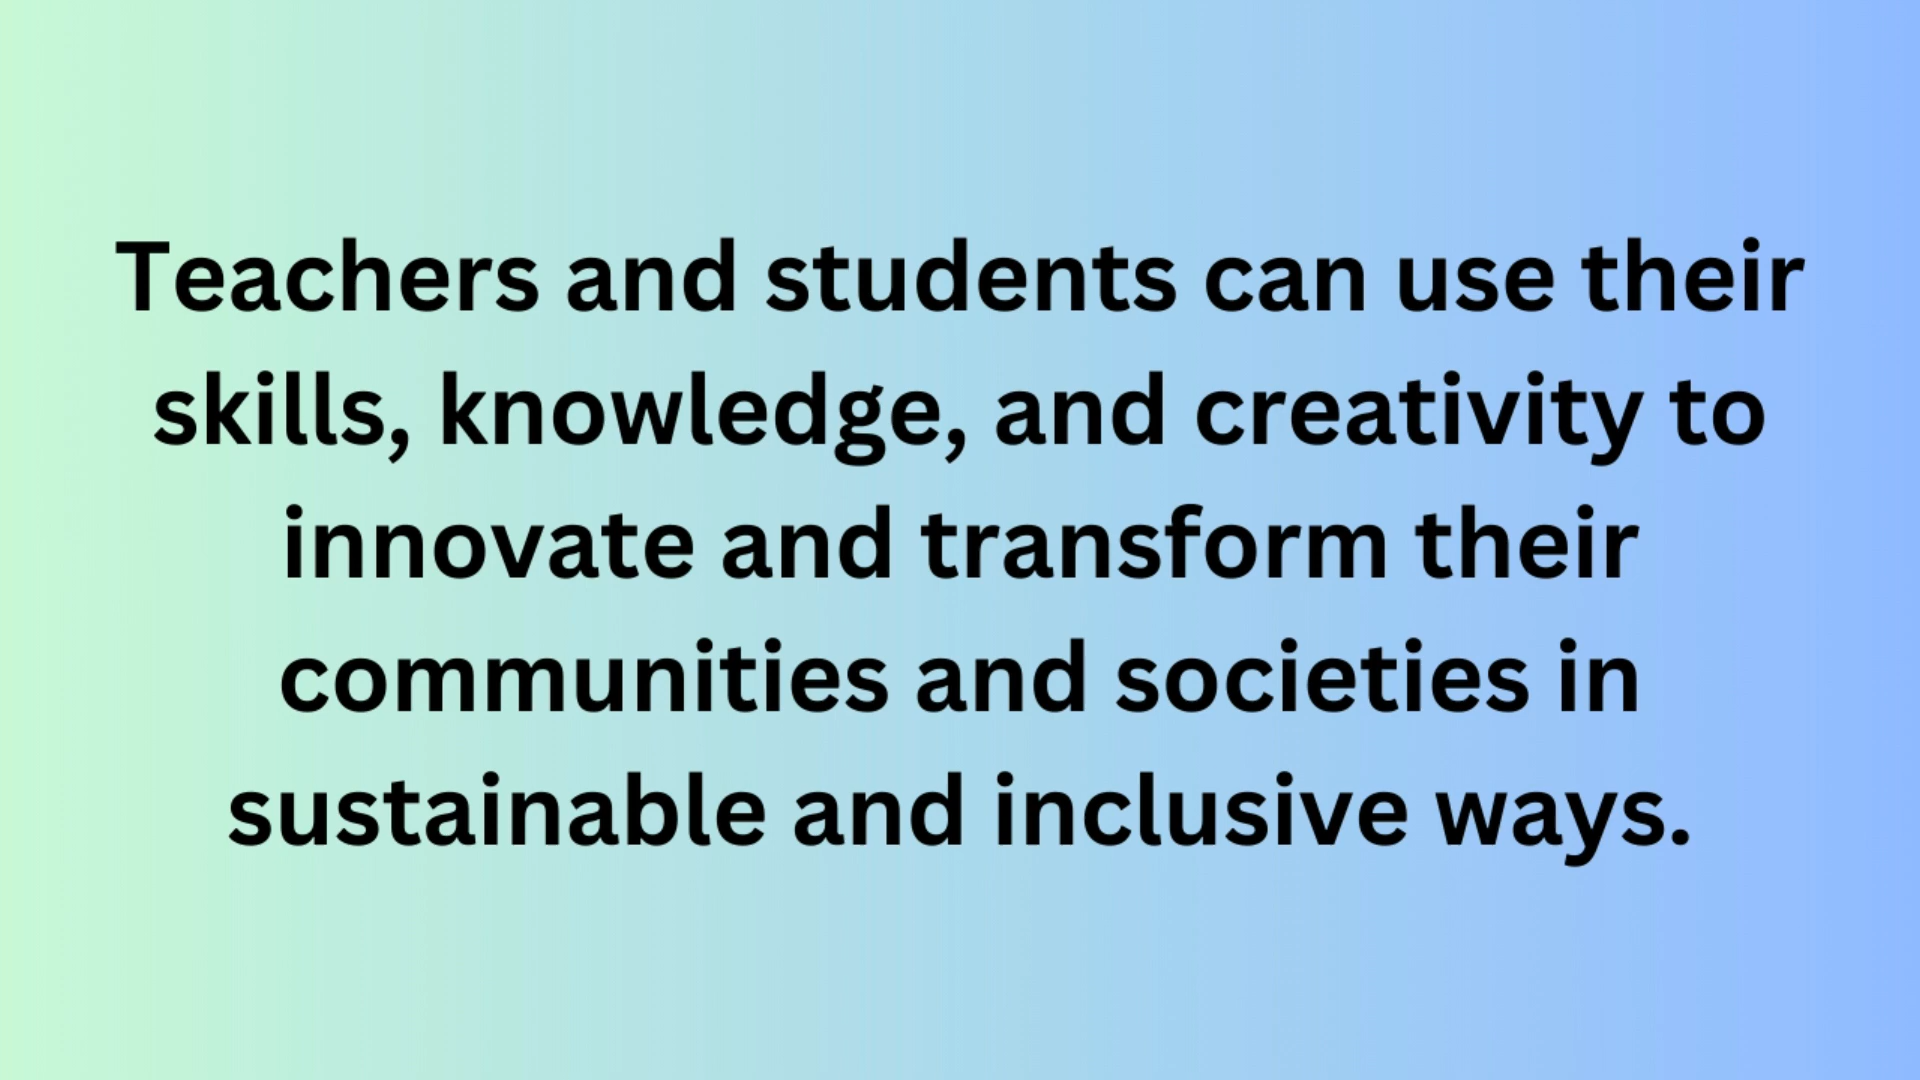 Teachers and students can use their
skills, knowledge, and creativity to
innovate and transform their
communities and societies in
sustainable and inclusive ways.